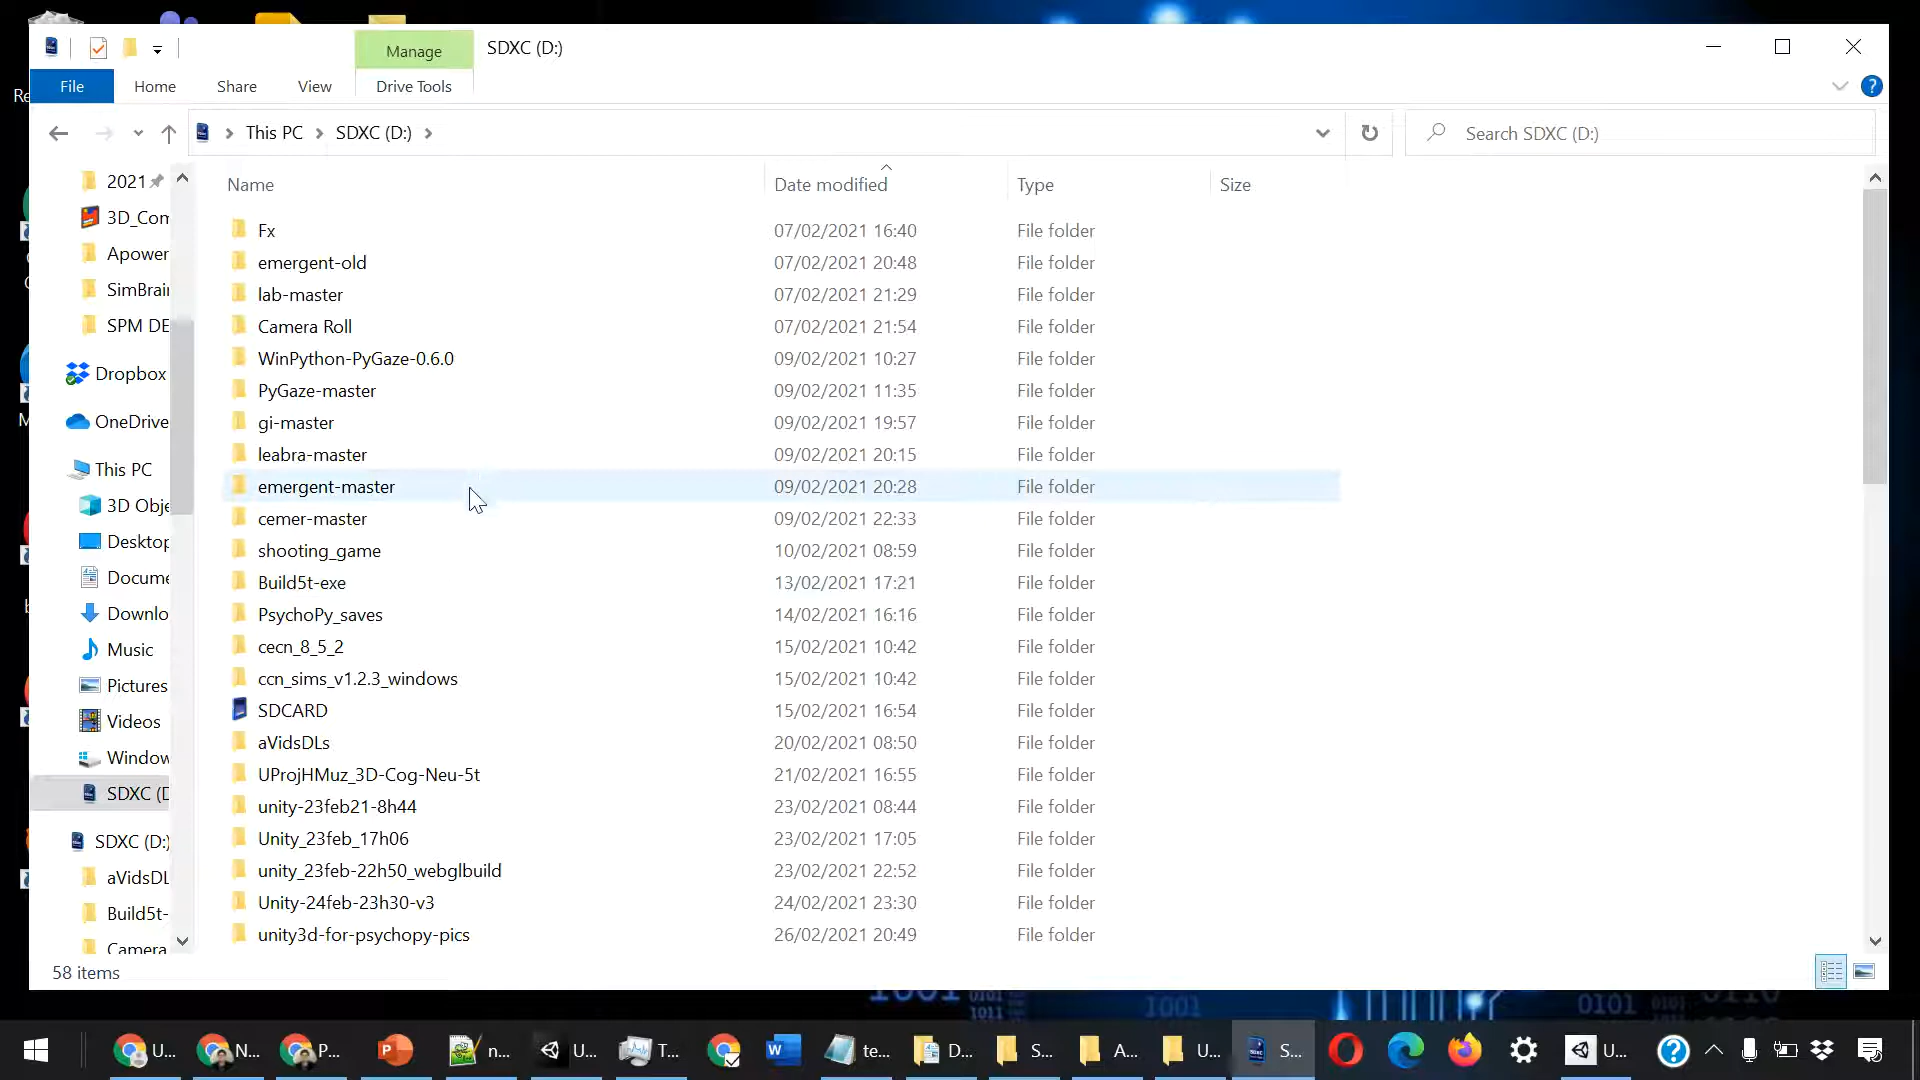 Manage
SDXC (D:)
File
Home
Share
View
Drive Tools
This PC
SDXC (D:)
Search SDXC (D:)
2021
3D_Com
Apower
SimBrai
SPM DE
Dropbox
OneDrive
This PC
3D Obje
Desktop
Docume
Downlo
Music
Pictures
Videos
Window
SDXC (D
SDXC (D:)
aVidsDL
Build5t-
Camera
Name
Date modified
Type
Size
Fx 07/02/2021 16:40 File folder
emergent-old 07/02/2021 20:48 File folder
lab-master 07/02/2021 21:29 File folder
Camera Roll 07/02/2021 21:54 File folder
WinPython-PyGaze-0.6.0 09/02/2021 10:27 File folder
PyGaze-master 09/02/2021 11:35 File folder
gi-master 09/02/2021 19:57 File folder
leabra-master 09/02/2021 20:15 File folder
emergent-master 09/02/2021 20:28 File folder
cemer-master 09/02/2021 22:33 File folder
shooting_game 10/02/2021 08:59 File folder
Build5t-exe 13/02/2021 17:21 File folder
PsychoPy_saves 14/02/2021 16:16 File folder
cecn_8_5_2 15/02/2021 10:42 File folder
ccn_sims_v1.2.3_windows 15/02/2021 10:42 File folder
SDCARD 15/02/2021 16:54 File folder
aVidsDLs 20/02/2021 08:50 File folder
UProjHMuz_3D-Cog-Neu-5t 21/02/2021 16:55 File folder
unity-23feb21-8h44 23/02/2021 08:44 File folder
Unity_23feb_17h06 23/02/2021 17:05 File folder
unity_23feb-22h50_webglbuild 23/02/2021 22:52 File folder
Unity-24feb-23h30-v3 24/02/2021 23:30 File folder
unity3d-for-psychopy-pics 26/02/2021 20:49 File folder
58 items
U...
N...
P...
n...
U...
T...
te...
D...
S...
A...
U...
S...
U...